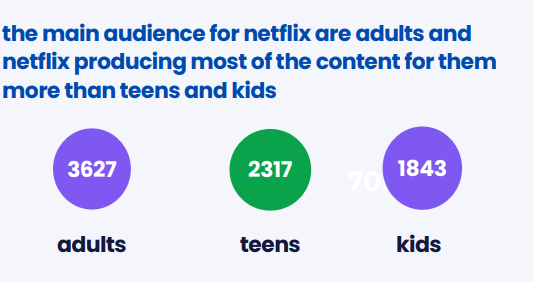 the main audience for netflix are adults and
netflix producing most of the content for them
more than teens and kids
3627 2317 70 1843
adults teens kids